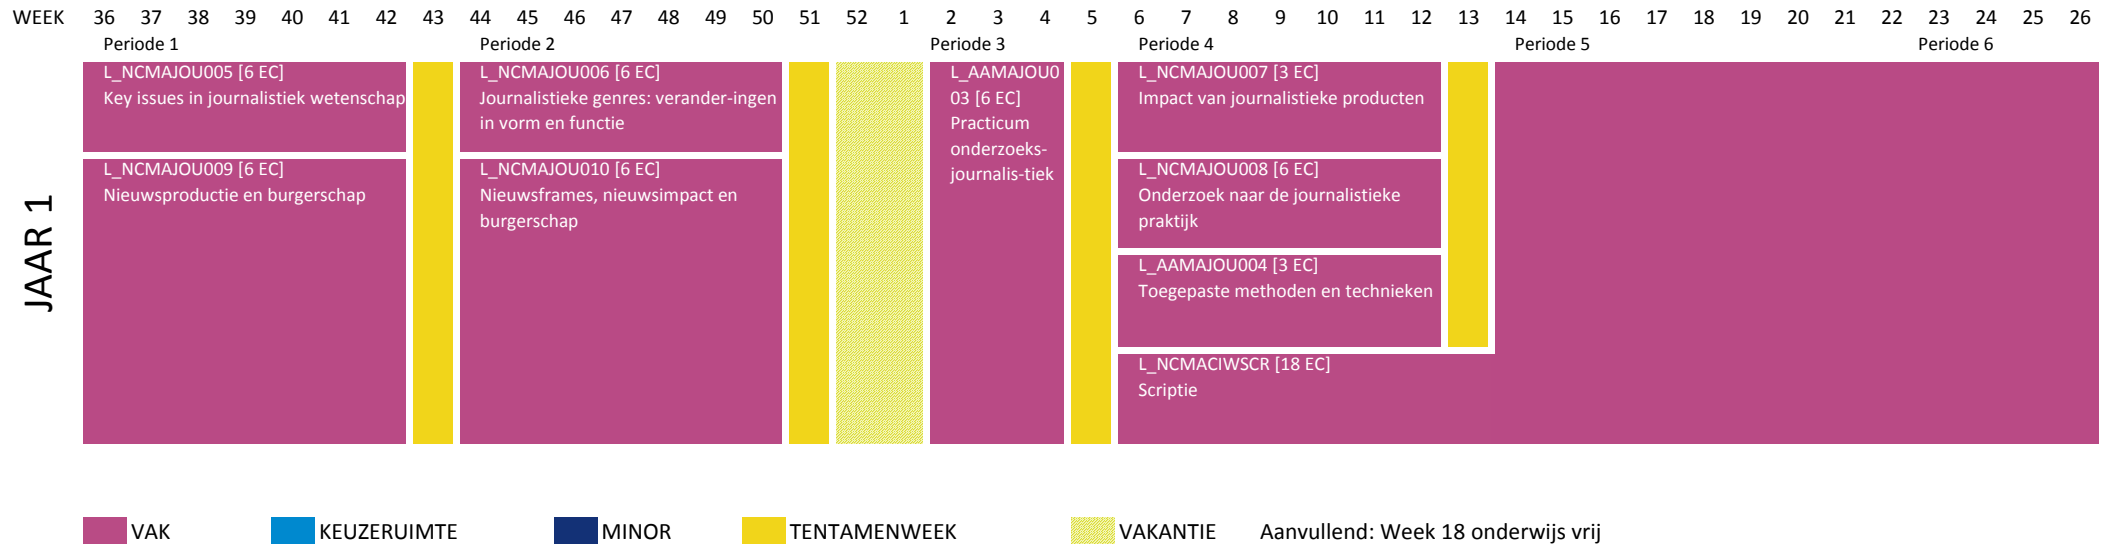 WEEK 36 37 38 39 40 41 42 43 44 45 46 47 48 49 50 51 52 1 2 3 4 5 6 7 8 9 10 11 12 13 14 15 16 17 18 19 20 21 22 23 24 25 26
Periode 1 Periode 2 Periode 3 Periode 4 Periode 5 Periode 6
JAAR 1
L_NCMAJOU005 [6 EC]
Key issues in journalistiek wetenschap
L_NCMAJOU009 [6 EC]
Nieuwsproductie en burgerschap
L_NCMAJOU006 [6 EC]
Journalistieke genres: verander-ingen
in vorm en functie
L_NCMAJOU010 [6 EC]
Nieuwsframes, nieuwsimpact en
burgerschap
L_AAMAJOU0
03 [6 EC]
Practicum
onderzoeks-
journalis-tiek
L_NCMAJOU007 [3 EC]
Impact van journalistieke producten
L_NCMAJOU008 [6 EC]
Onderzoek naar de journalistieke
praktijk
L_AAMAJOU004 [3 EC]
Toegepaste methoden en technieken
L_NCMACIWSCR [18 EC]
Scriptie
VAK KEUZERUIMTE MINOR TENTAMENWEEK VAKANTIE Aanvullend: Week 18 onderwijs vrij